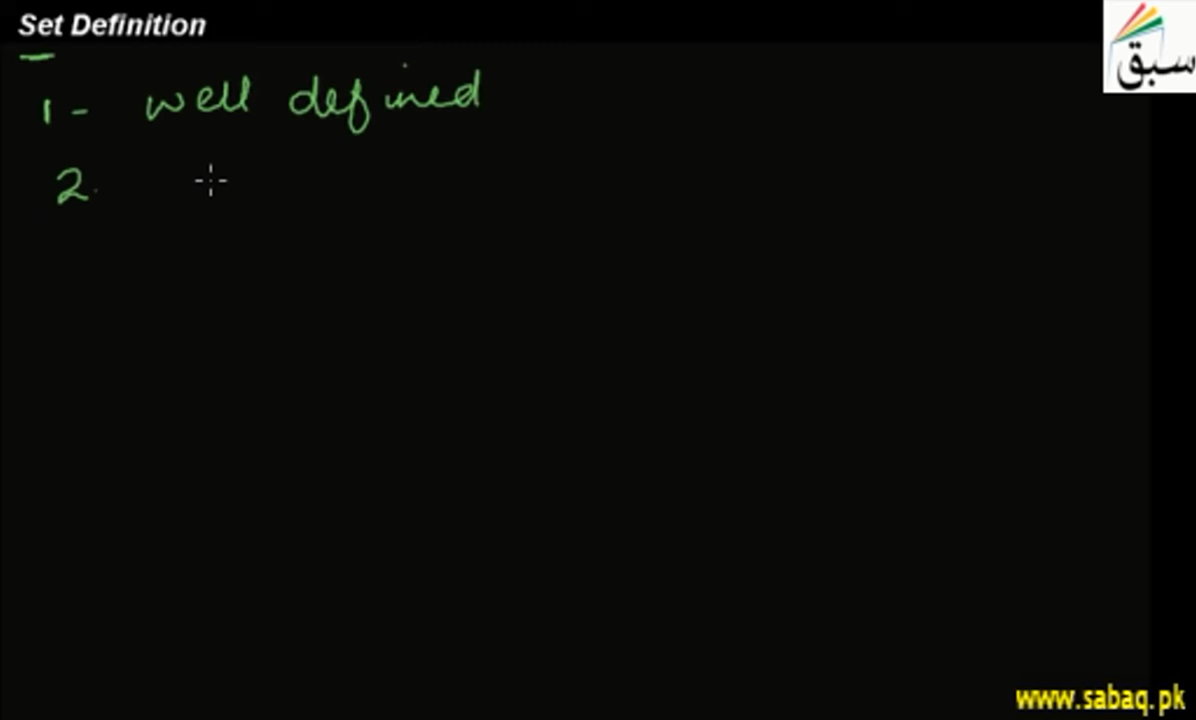 Set Definition
سبق
1- well defined
2.
www.sabaq.pk